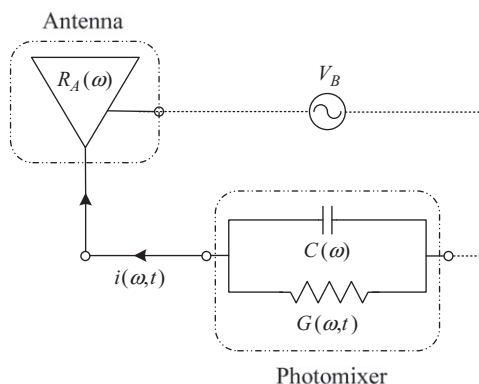 Antenna
R_A(ω)
V_B
C(ω)
i(ω,t)
G(ω,t)
Photomixer